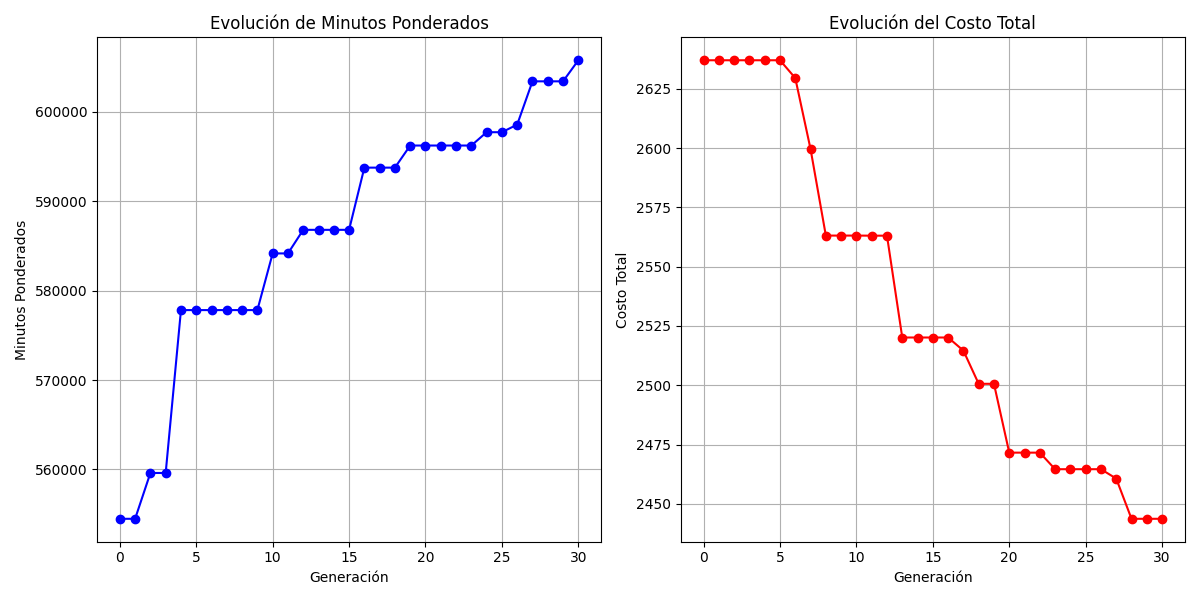 Evolución de Minutos Ponderados
Minutos Ponderados
600000
590000
580000
570000
560000
0 5 10 15 20 25 30
Generación
Evolución del Costo Total
Costo Total
2625
2600
2575
2550
2525
2500
2475
2450
0 5 10 15 20 25 30
Generación